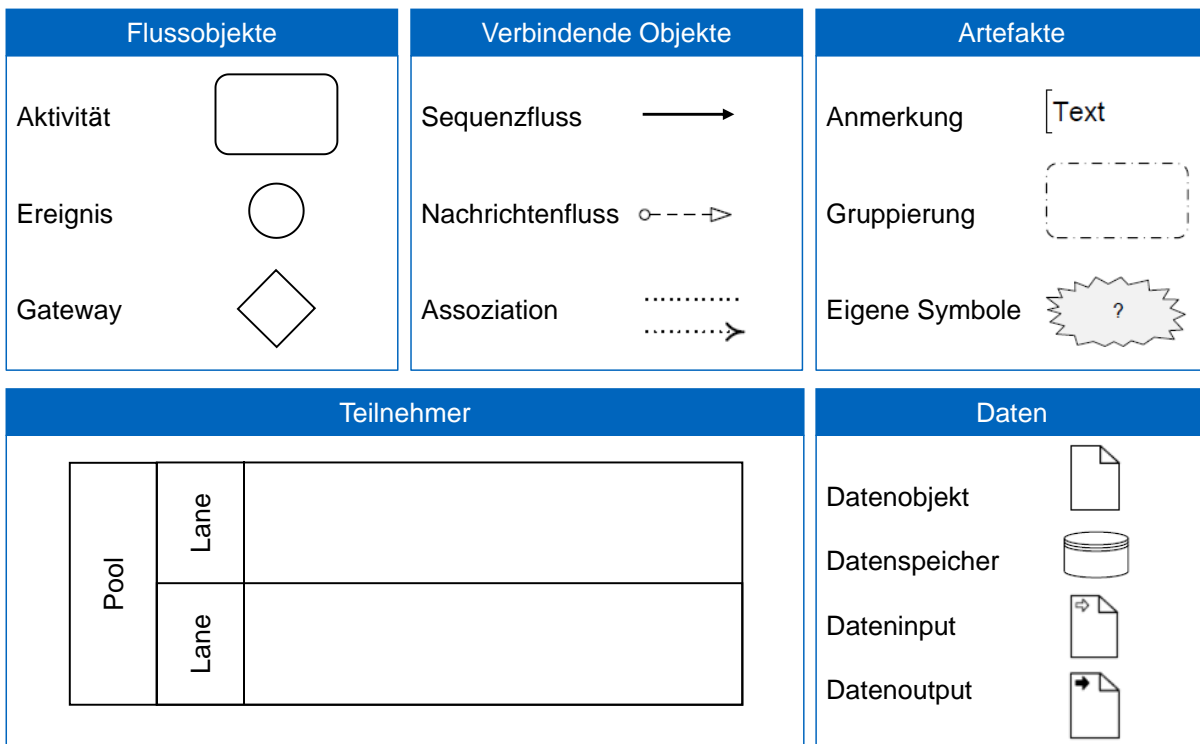 Flussobjekte
Aktivität
Ereignis
Gateway
Verbindende Objekte
Sequenzfluss
Nachrichtenfluss
Assoziation
Artefakte
Anmerkung
Text
Gruppierung
Eigene Symbole
?
Teilnehmer
Pool
Lane
Lane
Daten
Datenobjekt
Datenspeicher
Dateninput
Datenoutput